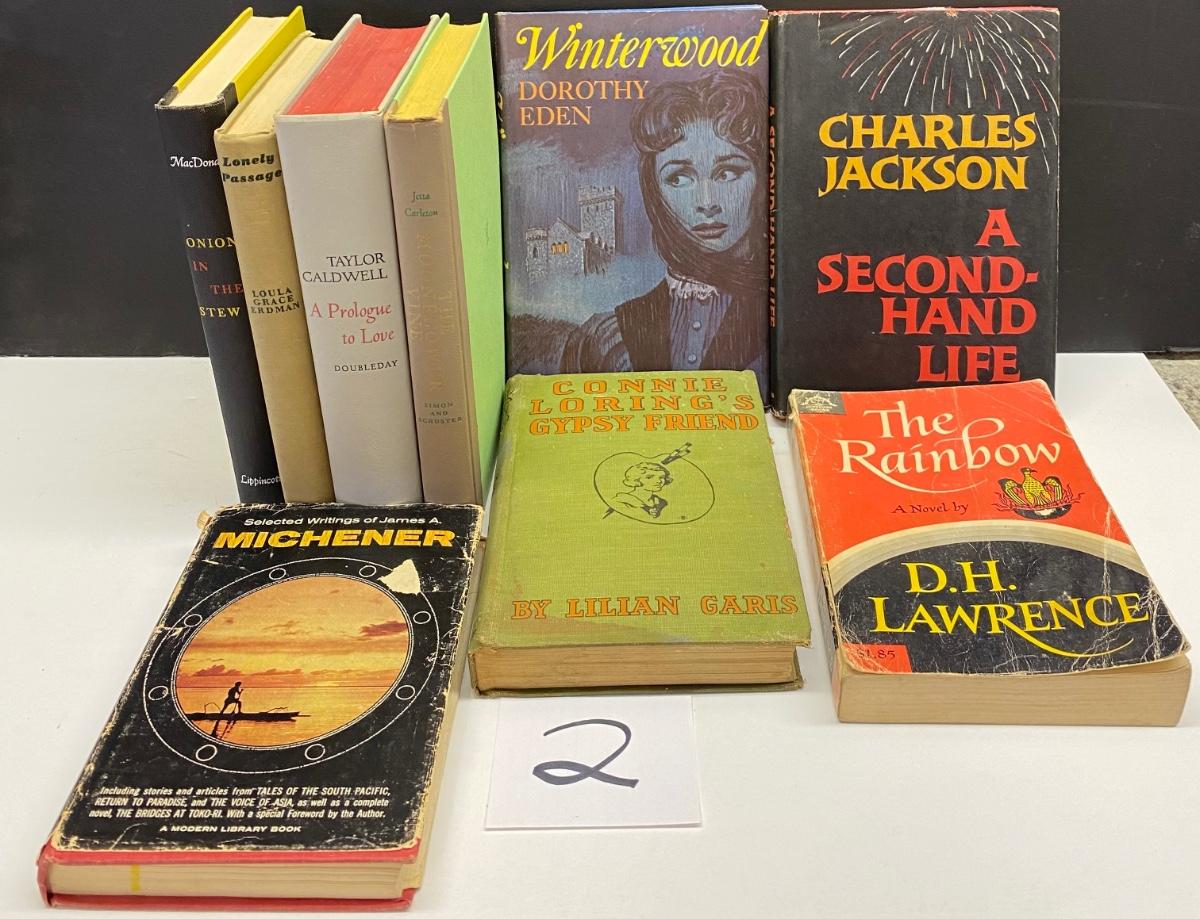 MacDona
ONION
IN
THE
STEW
Lippincott
Lonely
Passage
LOULA
GRACE
ERDMAN
TAYLOR
CALDWELL
A Prologue
to Love
DOUBLEDAY
Jetta
Carleton
SIMON
AND
SCHUSTER
Winterwood
DOROTHY
EDEN
A SECOND-HAND LIFE
CHARLES
JACKSON
A
SECOND-
HAND
LIFE
CONNIE
LORING'S
GYPSY FRIEND
BY LILIAN GARIS
The
Rainbow
A Novel by
D.H.
LAWRENCE
$1.85
Selected Writings of James A.
MICHENER
Including stories and articles from TALES OF THE SOUTH PACIFIC,
RETURN TO PARADISE, and THE VOICE OF ASIA, as well as a complete
novel, THE BRIDGES AT TOKO-RI. With a special Foreword by the Author.
A MODERN LIBRARY BOOK
2